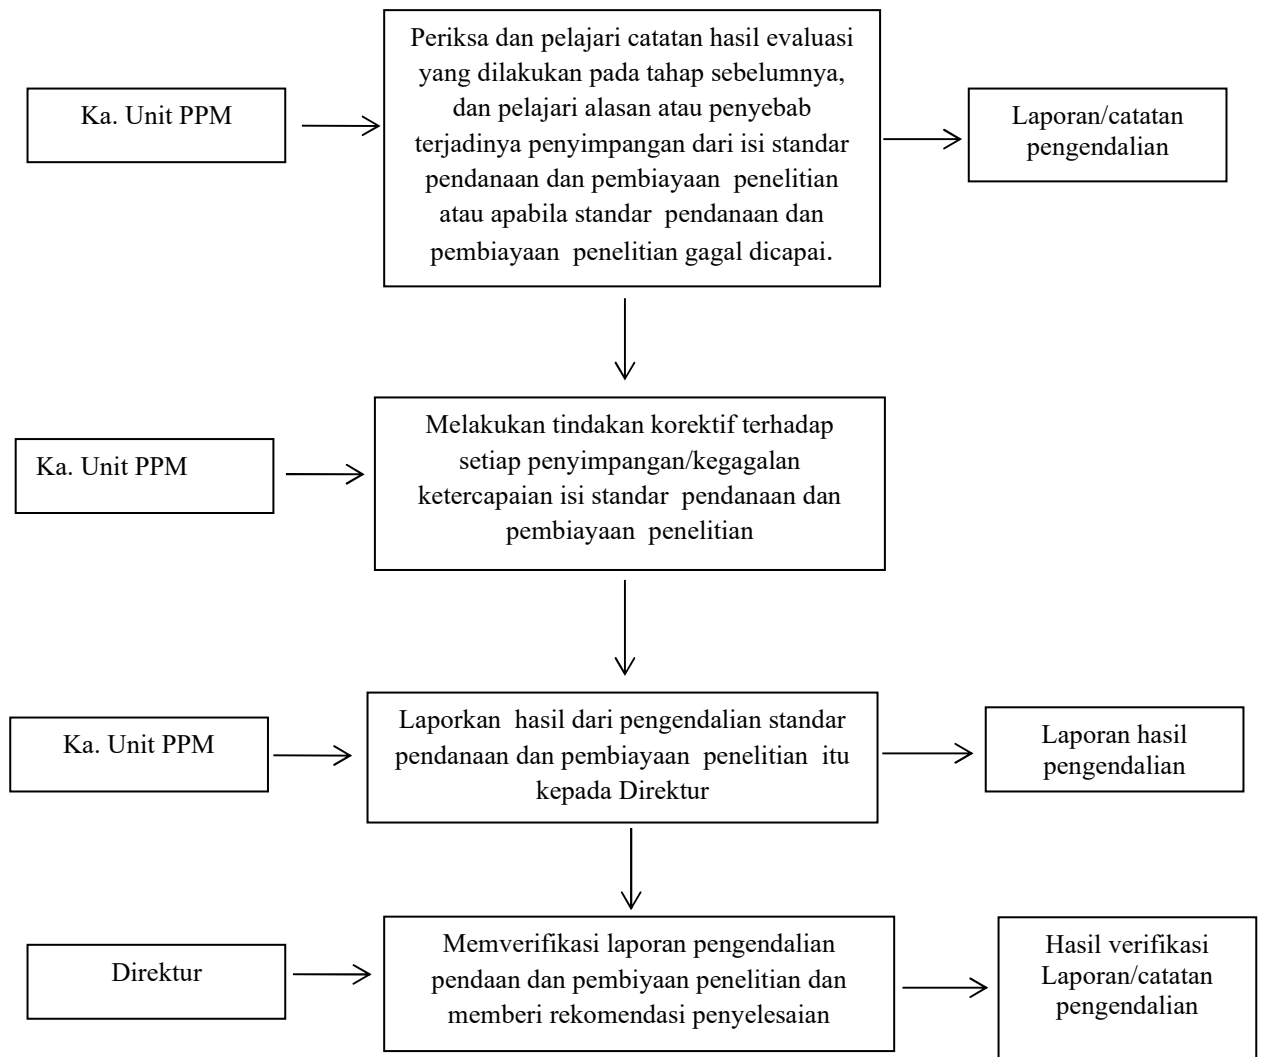 Ka. Unit PPM
Periksa dan pelajari catatan hasil evaluasi
yang dilakukan pada tahap sebelumnya,
dan pelajari alasan atau penyebab
terjadinya penyimpangan dari isi standar
pendanaan dan pembiayaan penelitian
atau apabila standar pendanaan dan
pembiayaan penelitian gagal dicapai.
Laporan/catatan
pengendalian
Ka. Unit PPM
Melakukan tindakan korektif terhadap
setiap penyimpangan/kegagalan
ketercapaian isi standar pendanaan dan
pembiayaan penelitian
Ka. Unit PPM
Laporkan hasil dari pengendalian standar
pendanaan dan pembiayaan penelitian itu
kepada Direktur
Laporan hasil
pengendalian
Direktur
Memverifikasi laporan pengendalian
pendaan dan pembiyaan penelitian dan
memberi rekomendasi penyelesaian
Hasil verifikasi
Laporan/catatan
pengendalian